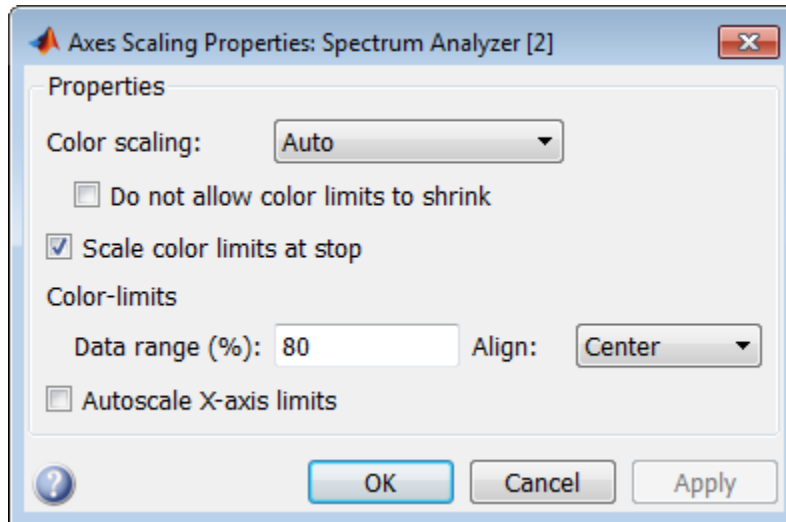 Axes Scaling Properties: Spectrum Analyzer [2]
Properties
Color scaling: Auto
Do not allow color limits to shrink
Scale color limits at stop
Color-limits
Data range (%): 80 Align: Center
Autoscale X-axis limits
? OK Cancel Apply